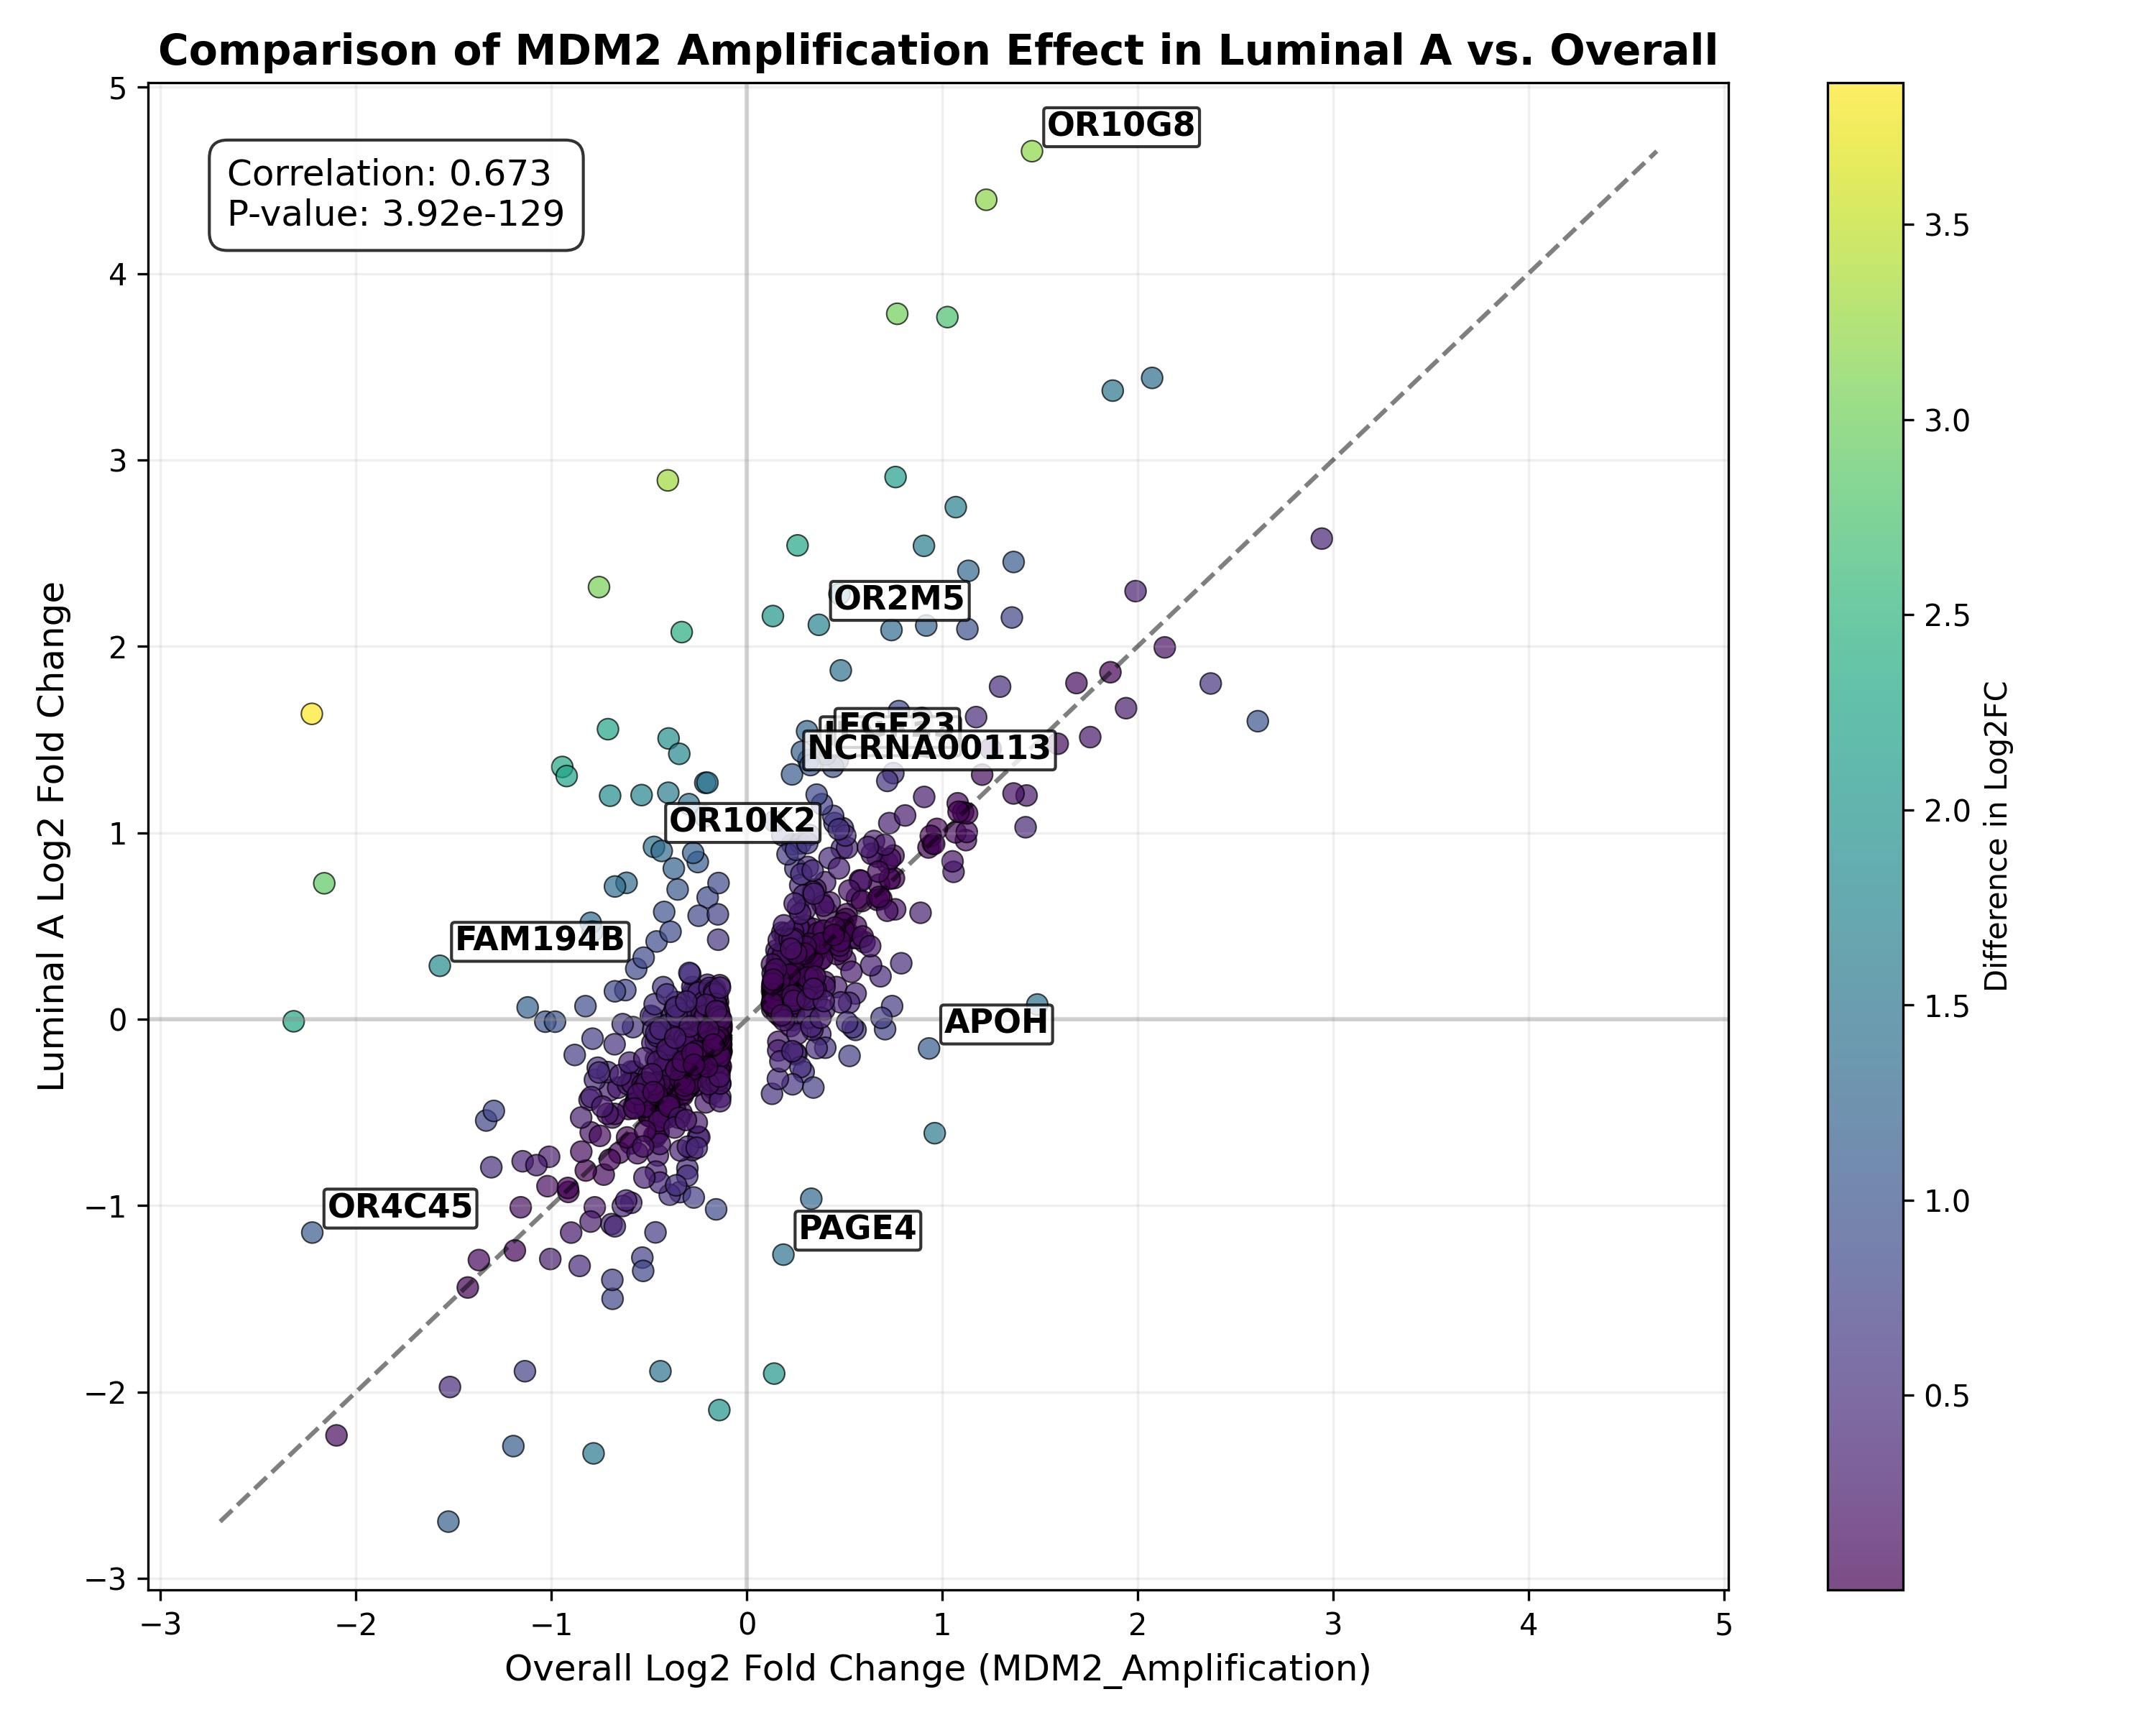 Comparison of MDM2 Amplification Effect in Luminal A vs. Overall
Correlation: 0.673
P-value: 3.92e-129
OR10G8
OR2M5
FGF23
NCRNA00113
OR10K2
FAM194B
APOH
OR4C45
PAGE4
5
4
3
2
1
0
−1
−2
−3
Luminal A Log2 Fold Change
−3
−2
−1
0
1
2
3
4
5
Overall Log2 Fold Change (MDM2_Amplification)
3.5
3.0
2.5
2.0
1.5
1.0
0.5
Difference in Log2FC